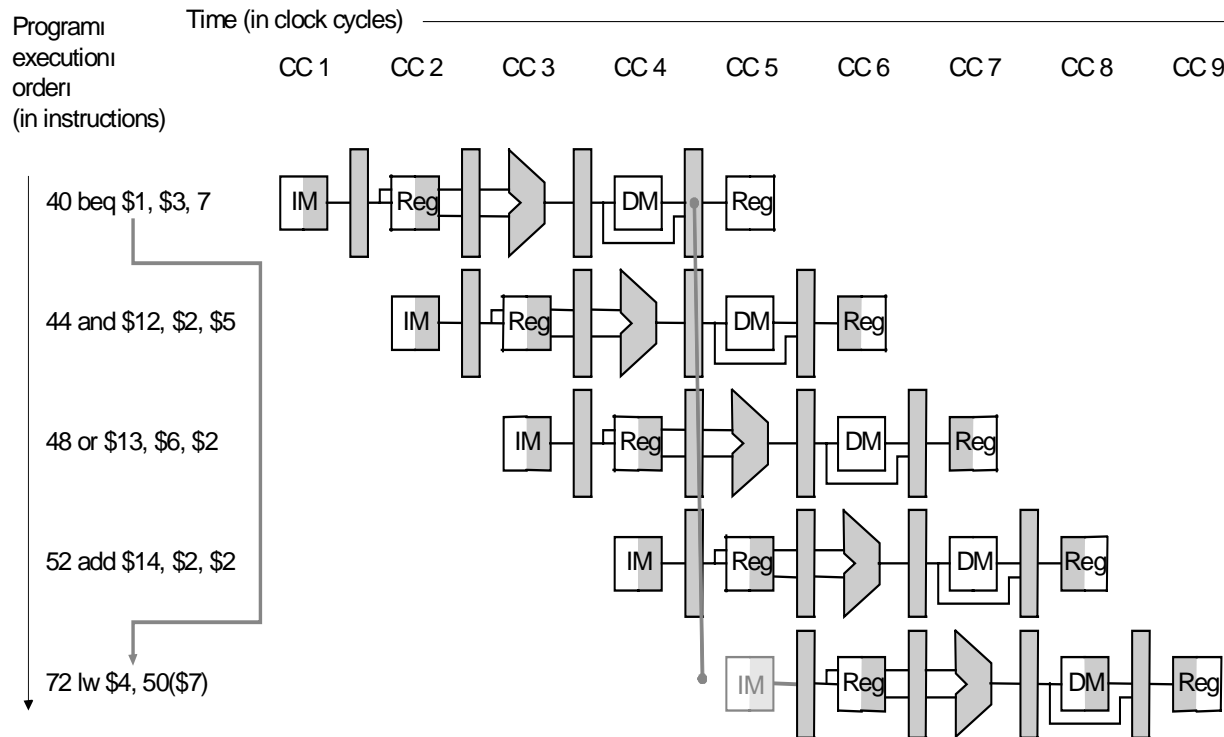 Time (in clock cycles)
Programı
executionı
orderı
(in instructions)
CC 1 CC 2 CC 3 CC 4 CC 5 CC 6 CC 7 CC 8 CC 9
40 beq $1, $3, 7
IM Reg DM Reg
44 and $12, $2, $5
IM Reg DM Reg
48 or $13, $6, $2
IM Reg DM Reg
52 add $14, $2, $2
IM Reg DM Reg
72 lw $4, 50($7)
IM Reg DM Reg